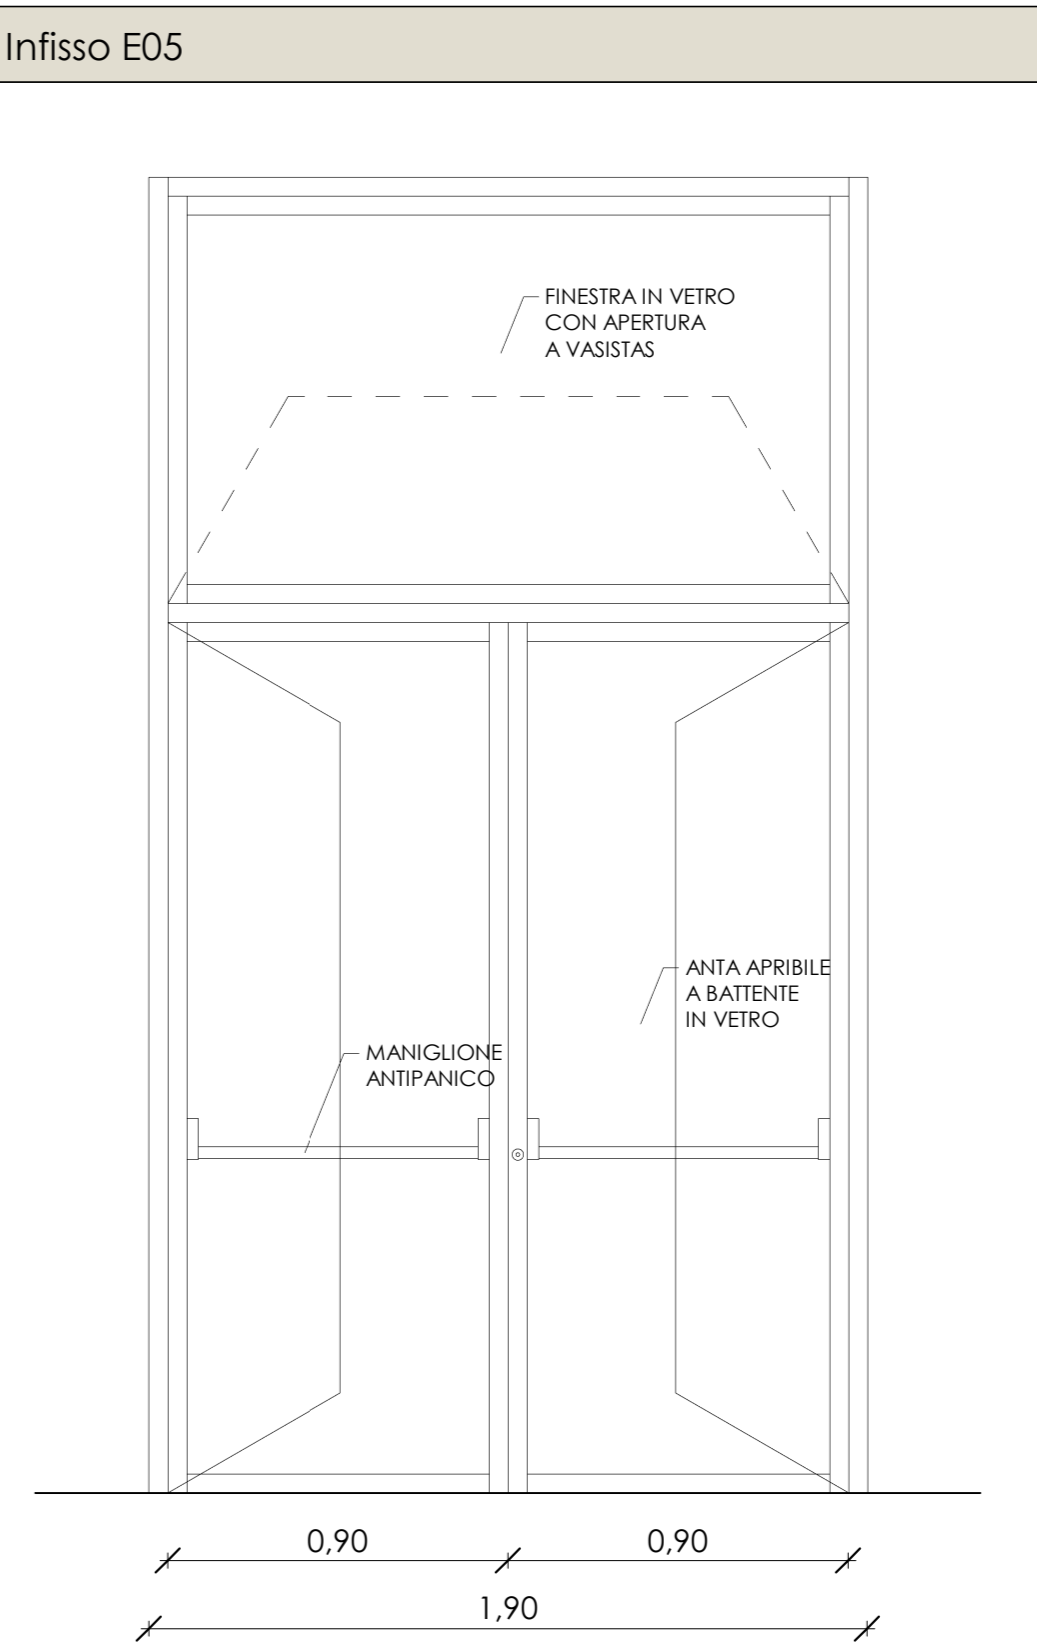 Infisso E05
FINESTRA IN VETRO
CON APERTURA
A VASISTAS
ANTA APRIBILE
A BATTENTE
IN VETRO
MANIGLIONE
ANTIPANICO
0,90
0,90
1,90